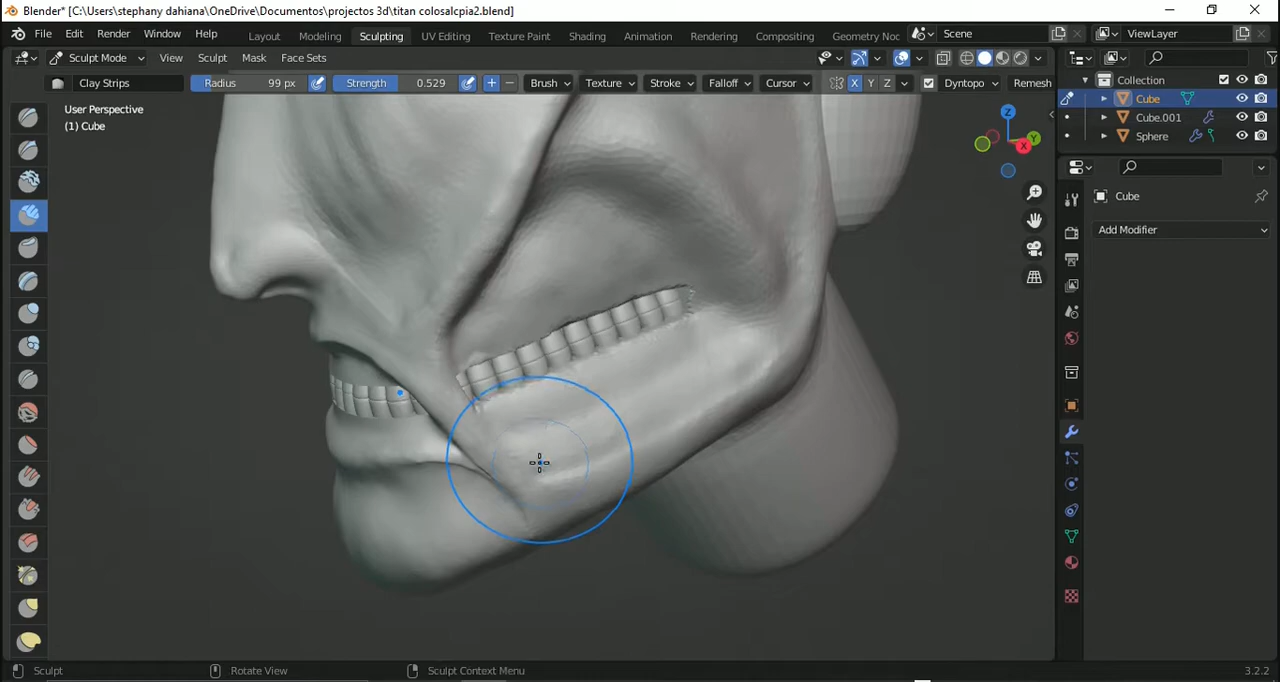 Blender* [C:\Users\stephany dahiana\OneDrive\Documentos\projectos 3d\titan colosalcpia2.blend]
File Edit Render Window Help Layout Modeling Sculpting UV Editing Texture Paint Shading Animation Rendering Compositing Geometry Noc Scene ViewLayer
Sculpt Mode View Sculpt Mask Face Sets
Clay Strips Radius 99 px Strength 0.529 Brush Texture Stroke Falloff Cursor X Y Z Dyntopo Remesh
User Perspective
(1) Cube
Z
Y
X
Collection
Cube
Cube.001
Sphere
Cube
Add Modifier
Sculpt Rotate View Sculpt Context Menu 3.2.2